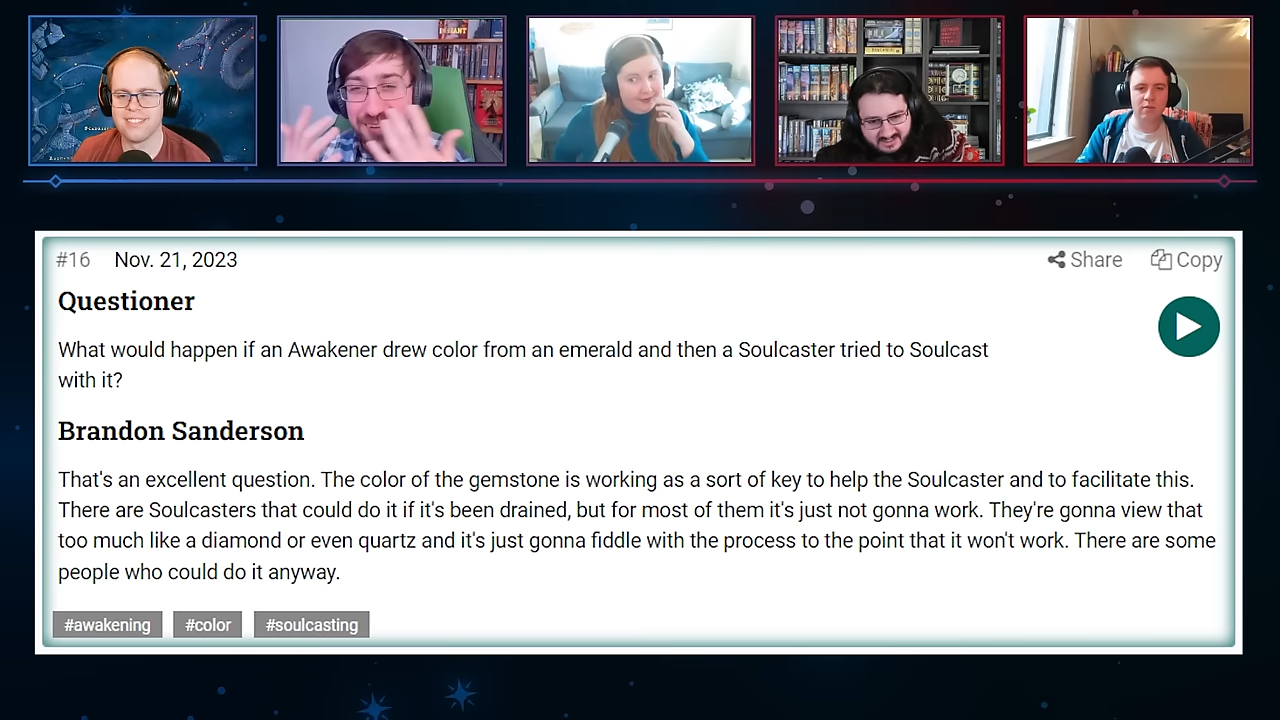 #16 Nov. 21, 2023 Share Copy
Questioner
What would happen if an Awakener drew color from an emerald and then a Soulcaster tried to Soulcast
with it?
Brandon Sanderson
That's an excellent question. The color of the gemstone is working as a sort of key to help the Soulcaster and to facilitate this.
There are Soulcasters that could do it if it's been drained, but for most of them it's just not gonna work. They're gonna view that
too much like a diamond or even quartz and it's just gonna fiddle with the process to the point that it won't work. There are some
people who could do it anyway.
#awakening #color #soulcasting